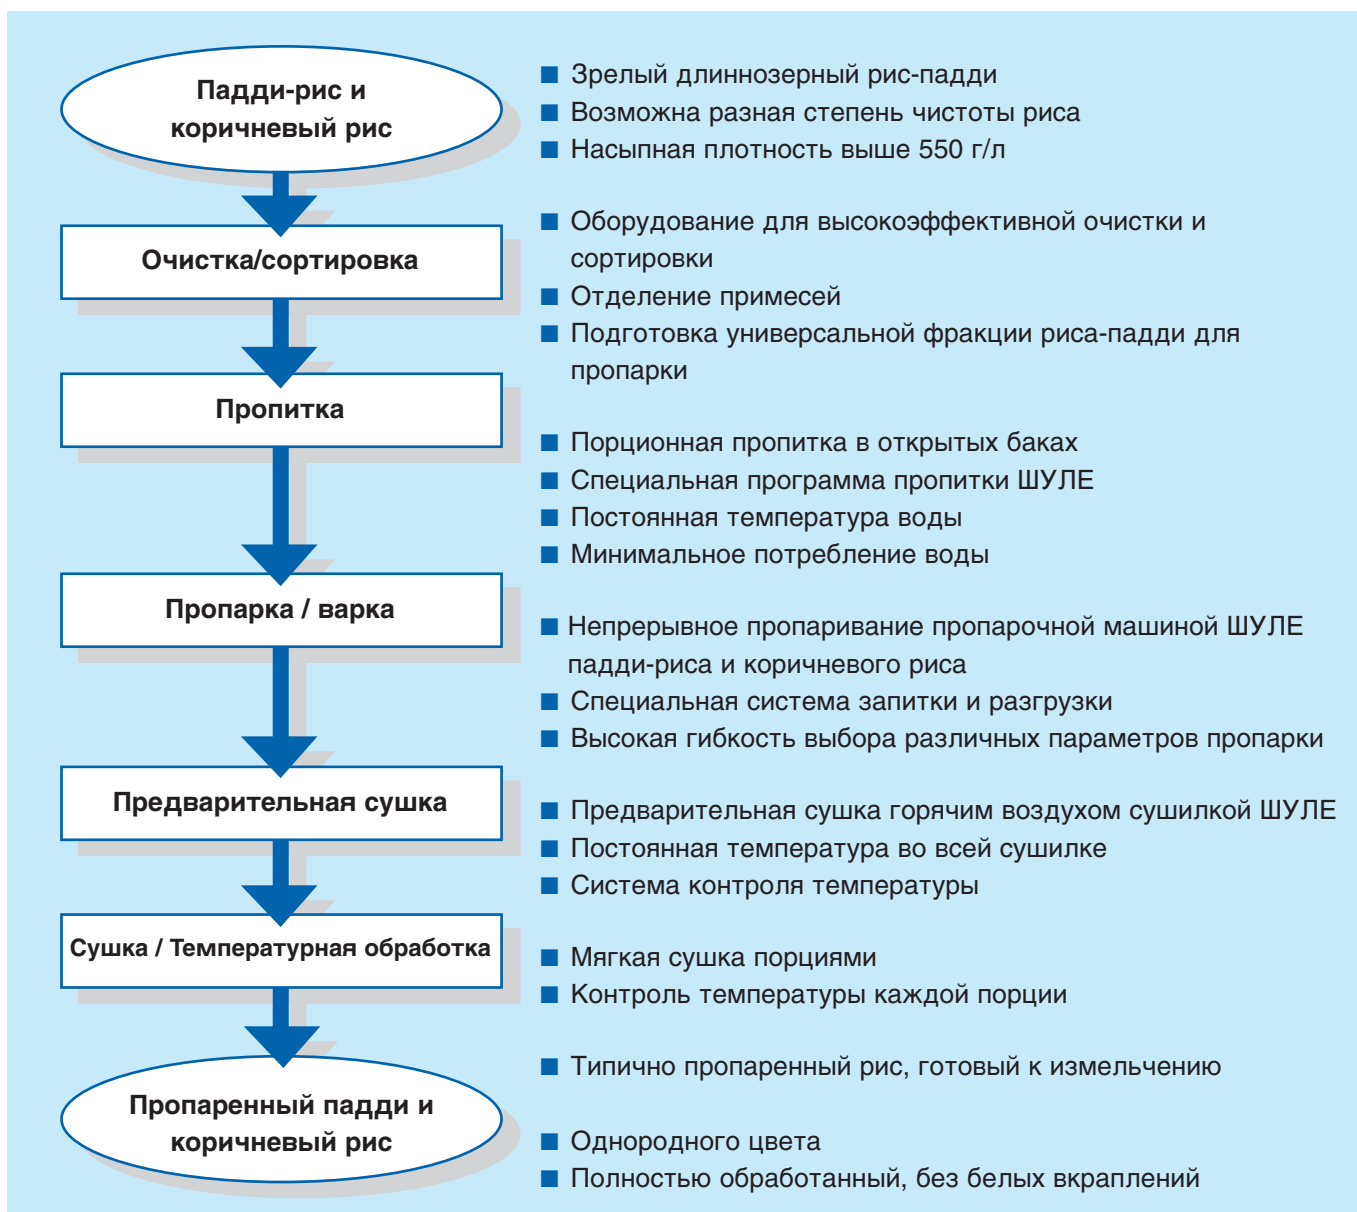 Падди-рис и
коричневый рис
■ Зрелый длиннозерный рис-падди
■ Возможна разная степень чистоты риса
■ Насыпная плотность выше 550 г/л
Очистка/сортировка
■ Оборудование для высокоэффективной очистки и
сортировки
■ Отделение примесей
■ Подготовка универсальной фракции риса-падди для
пропарки
Пропитка
■ Порционная пропитка в открытых баках
■ Специальная программа пропитки ШУЛЕ
■ Постоянная температура воды
■ Минимальное потребление воды
Пропарка / варка
■ Непрерывное пропаривание пропарочной машиной ШУЛЕ
падди-риса и коричневого риса
■ Специальная система запитки и разгрузки
■ Высокая гибкость выбора различных параметров пропарки
Предварительная сушка
■ Предварительная сушка горячим воздухом сушилкой ШУЛЕ
■ Постоянная температура во всей сушилке
■ Система контроля температуры
Сушка / Температурная обработка
■ Мягкая сушка порциями
■ Контроль температуры каждой порции
Пропаренный падди и
коричневый рис
■ Типично пропаренный рис, готовый к измельчению
■ Однородного цвета
■ Полностью обработанный, без белых вкраплений